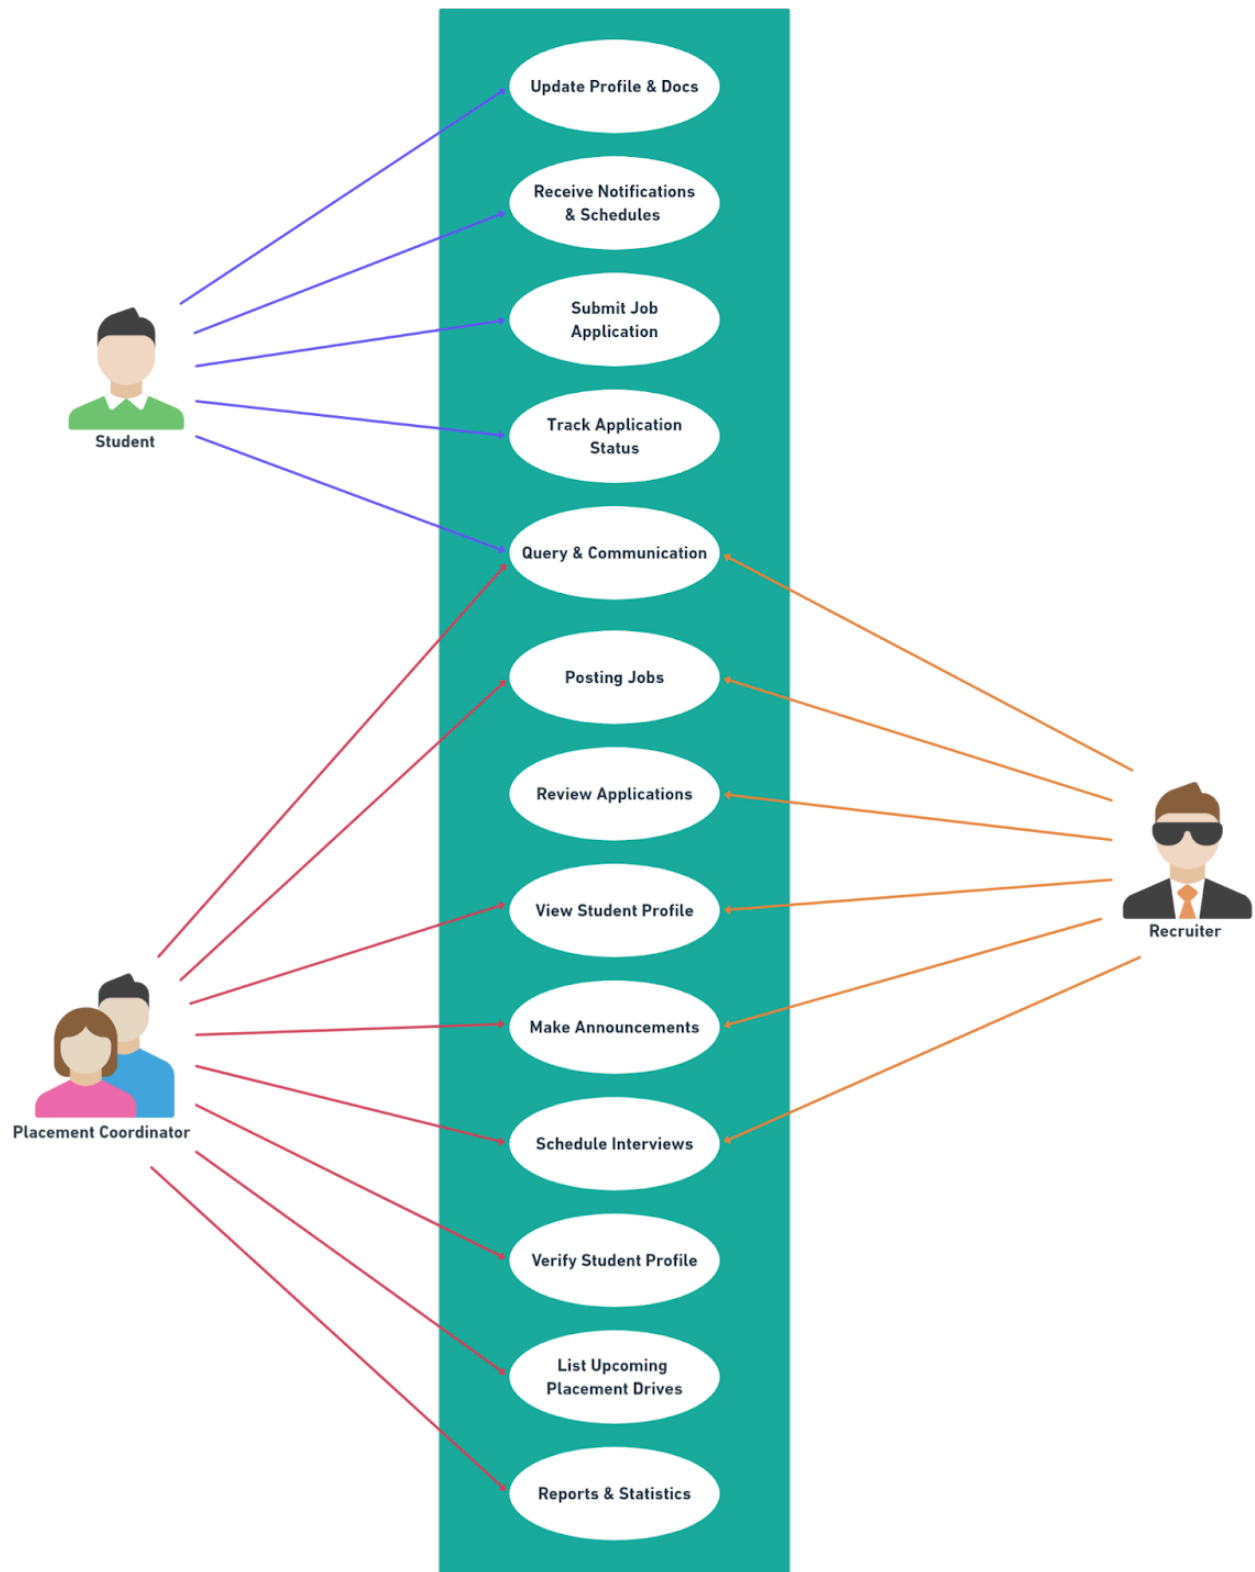 Update Profile & Docs
Receive Notifications
& Schedules
Submit Job
Application
Track Application
Status
Student
Query & Communication
Posting Jobs
Review Applications
View Student Profile
Recruiter
Make Announcements
Placement Coordinator
Schedule Interviews
Verify Student Profile
List Upcoming
Placement Drives
Reports & Statistics